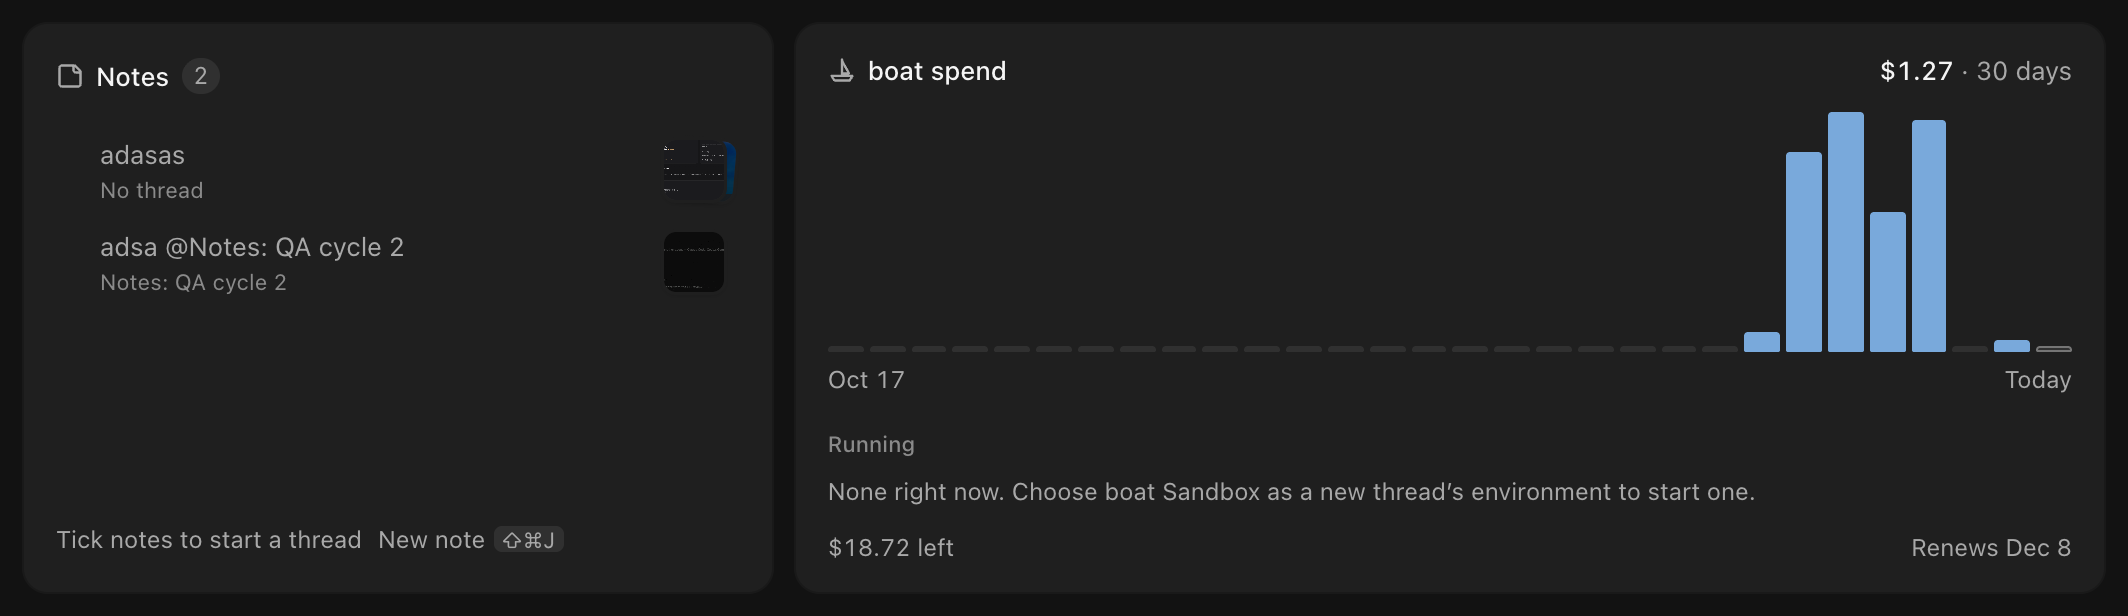 Notes 2
adasas
No thread
adsa @Notes: QA cycle 2
Notes: QA cycle 2
Tick notes to start a thread New note ⇧⌘J
boat spend
$1.27 · 30 days
Oct 17
Today
Running
None right now. Choose boat Sandbox as a new thread’s environment to start one.
$18.72 left
Renews Dec 8